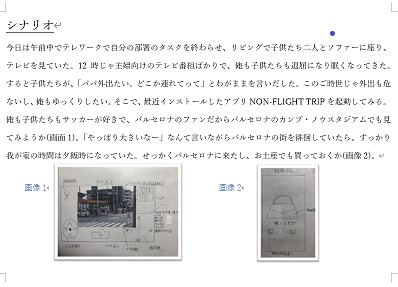 シナリオ
今日は午前中でテレワークで自分の部署のタスクを終わらせ、リビングで子供たち二人とソファーに座り、
テレビを見ていた。12 時じゃ主婦向けのテレビ番組ばかりで、俺も子供たちも退屈になり眠くなってきた。
すると子供たちが、「パパ外出たい。どこか連れてって」とわがままを言いだした。このご時世じゃ外出も危
ないし、俺もゆっくりしたい。そこで、最近インストールしたアプリ NON-FLIGHT TRIP を起動してみる。
俺も子供たちもサッカーが好きで、バルセロナのファンだからバルセロナのカンプ・ノウスタジアムでも見
てみようか(画面 1)。「やっぱり大きいなー」なんて言いながらバルセロナの街を徘徊していたら、すっかり
我が家の時間は夕飯時になっていた。せっかくバルセロナに来たし、お土産でも買っておくか(画像 2)。
画像 1
画像 2